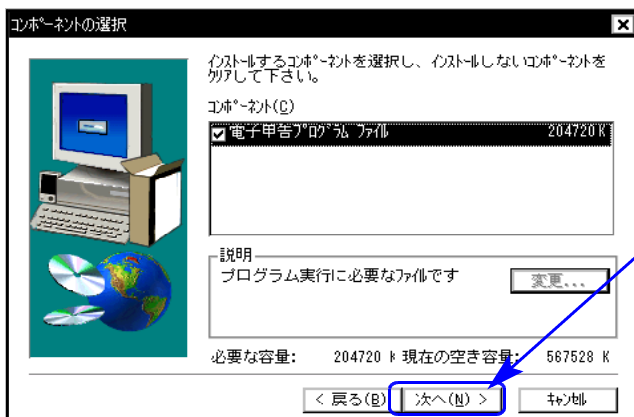 コンポーネントの選択
インストールするコンポーネントを選択し、インストールしないコンポーネントを
クリアして下さい。
コンポーネント(C)
電子申告プログラム ファイル 204720 K
説明
プログラム実行に必要なファイルです
変更...
必要な容量: 204720 K 現在の空き容量: 567528 K
< 戻る(B) 次へ(N) > キャンセル